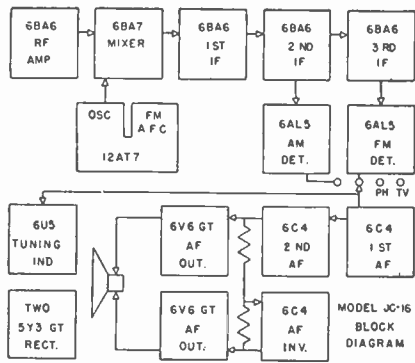 6BA6
RF
AMP
6BA7
MIXER
6BA6
1 ST
IF
6BA6
2 ND
IF
6BA6
3 RD
IF
OSC
FM
A F C
12AT7
6AL5
AM
DET.
6AL5
FM
DET.
PH TV
6U5
TUNING
IND
6V6 GT
AF
OUT.
6C4
2 ND
AF
6C4
1 ST
AF
TWO
5Y3 GT
RECT.
6V6 GT
AF
OUT.
6C4
AF
INV.
MODEL JC-16
BLOCK
DIAGRAM